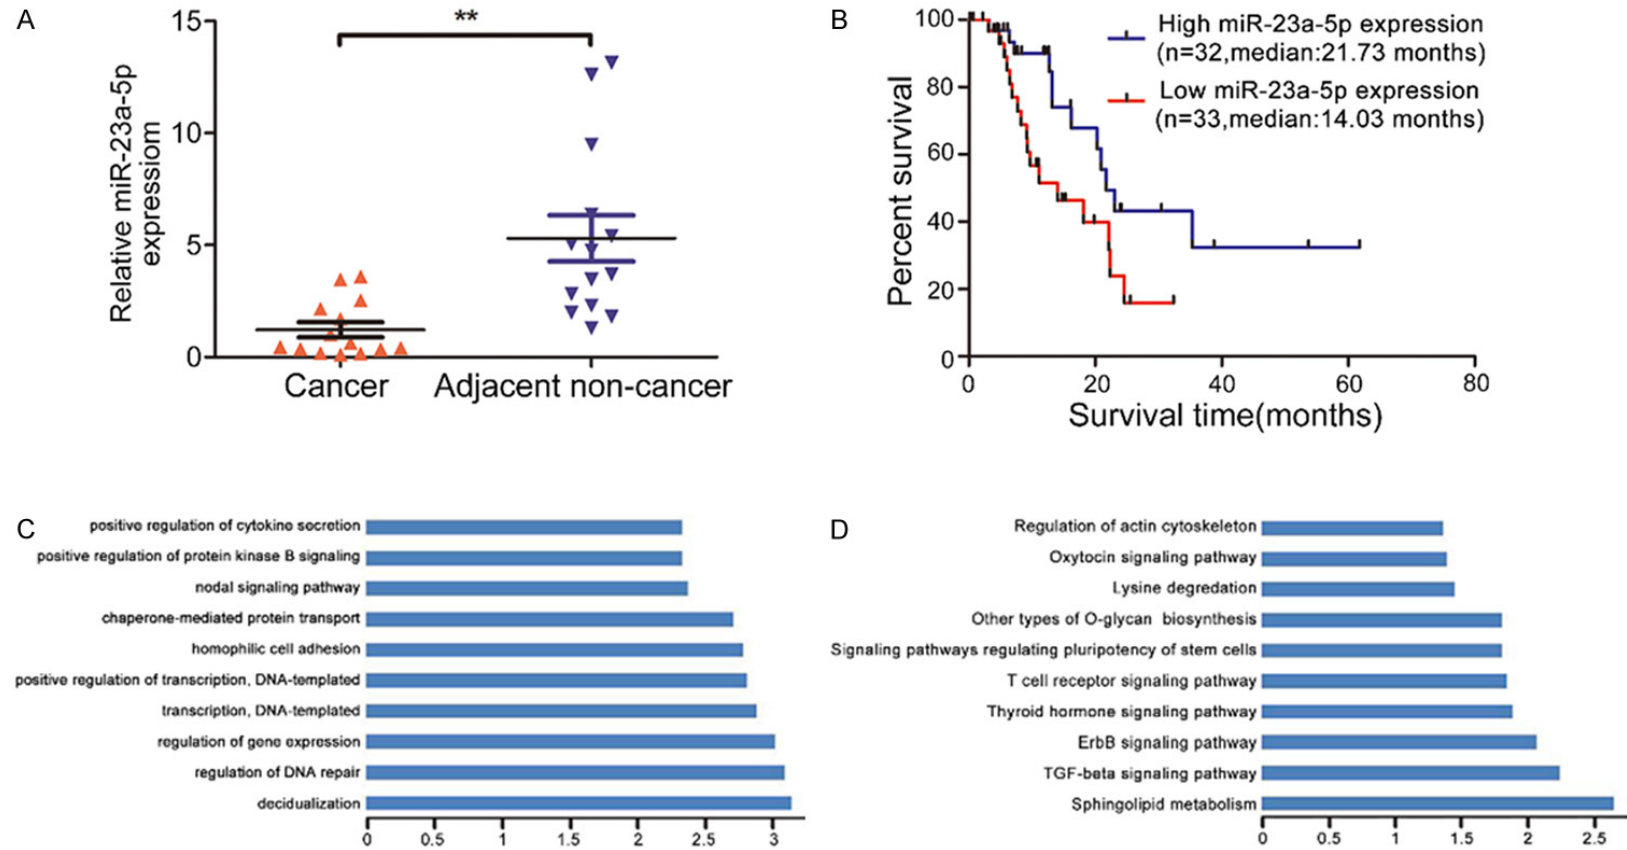 A
**
15
10
5
0
Relative miR-23a-5p
expressiom
Cancer
Adjacent non-cancer
B
100
80
60
40
20
0
Percent survival
High miR-23a-5p expression
(n=32,median:21.73 months)
Low miR-23a-5p expression
(n=33,median:14.03 months)
0 20 40 60 80
Survival time(months)
C
positive regulation of cytokine secretion
positive regulation of protein kinase B signaling
nodal signaling pathway
chaperone-mediated protein transport
homophilic cell adhesion
positive regulation of transcription, DNA-templated
transcription, DNA-templated
regulation of gene expression
regulation of DNA repair
decidualization
0 0.5 1 1.5 2 2.5 3
D
Regulation of actin cytoskeleton
Oxytocin signaling pathway
Lysine degredation
Other types of O-glycan biosynthesis
Signaling pathways regulating pluripotency of stem cells
T cell receptor signaling pathway
Thyroid hormone signaling pathway
ErbB signaling pathway
TGF-beta signaling pathway
Sphingolipid metabolism
0 0.5 1 1.5 2 2.5